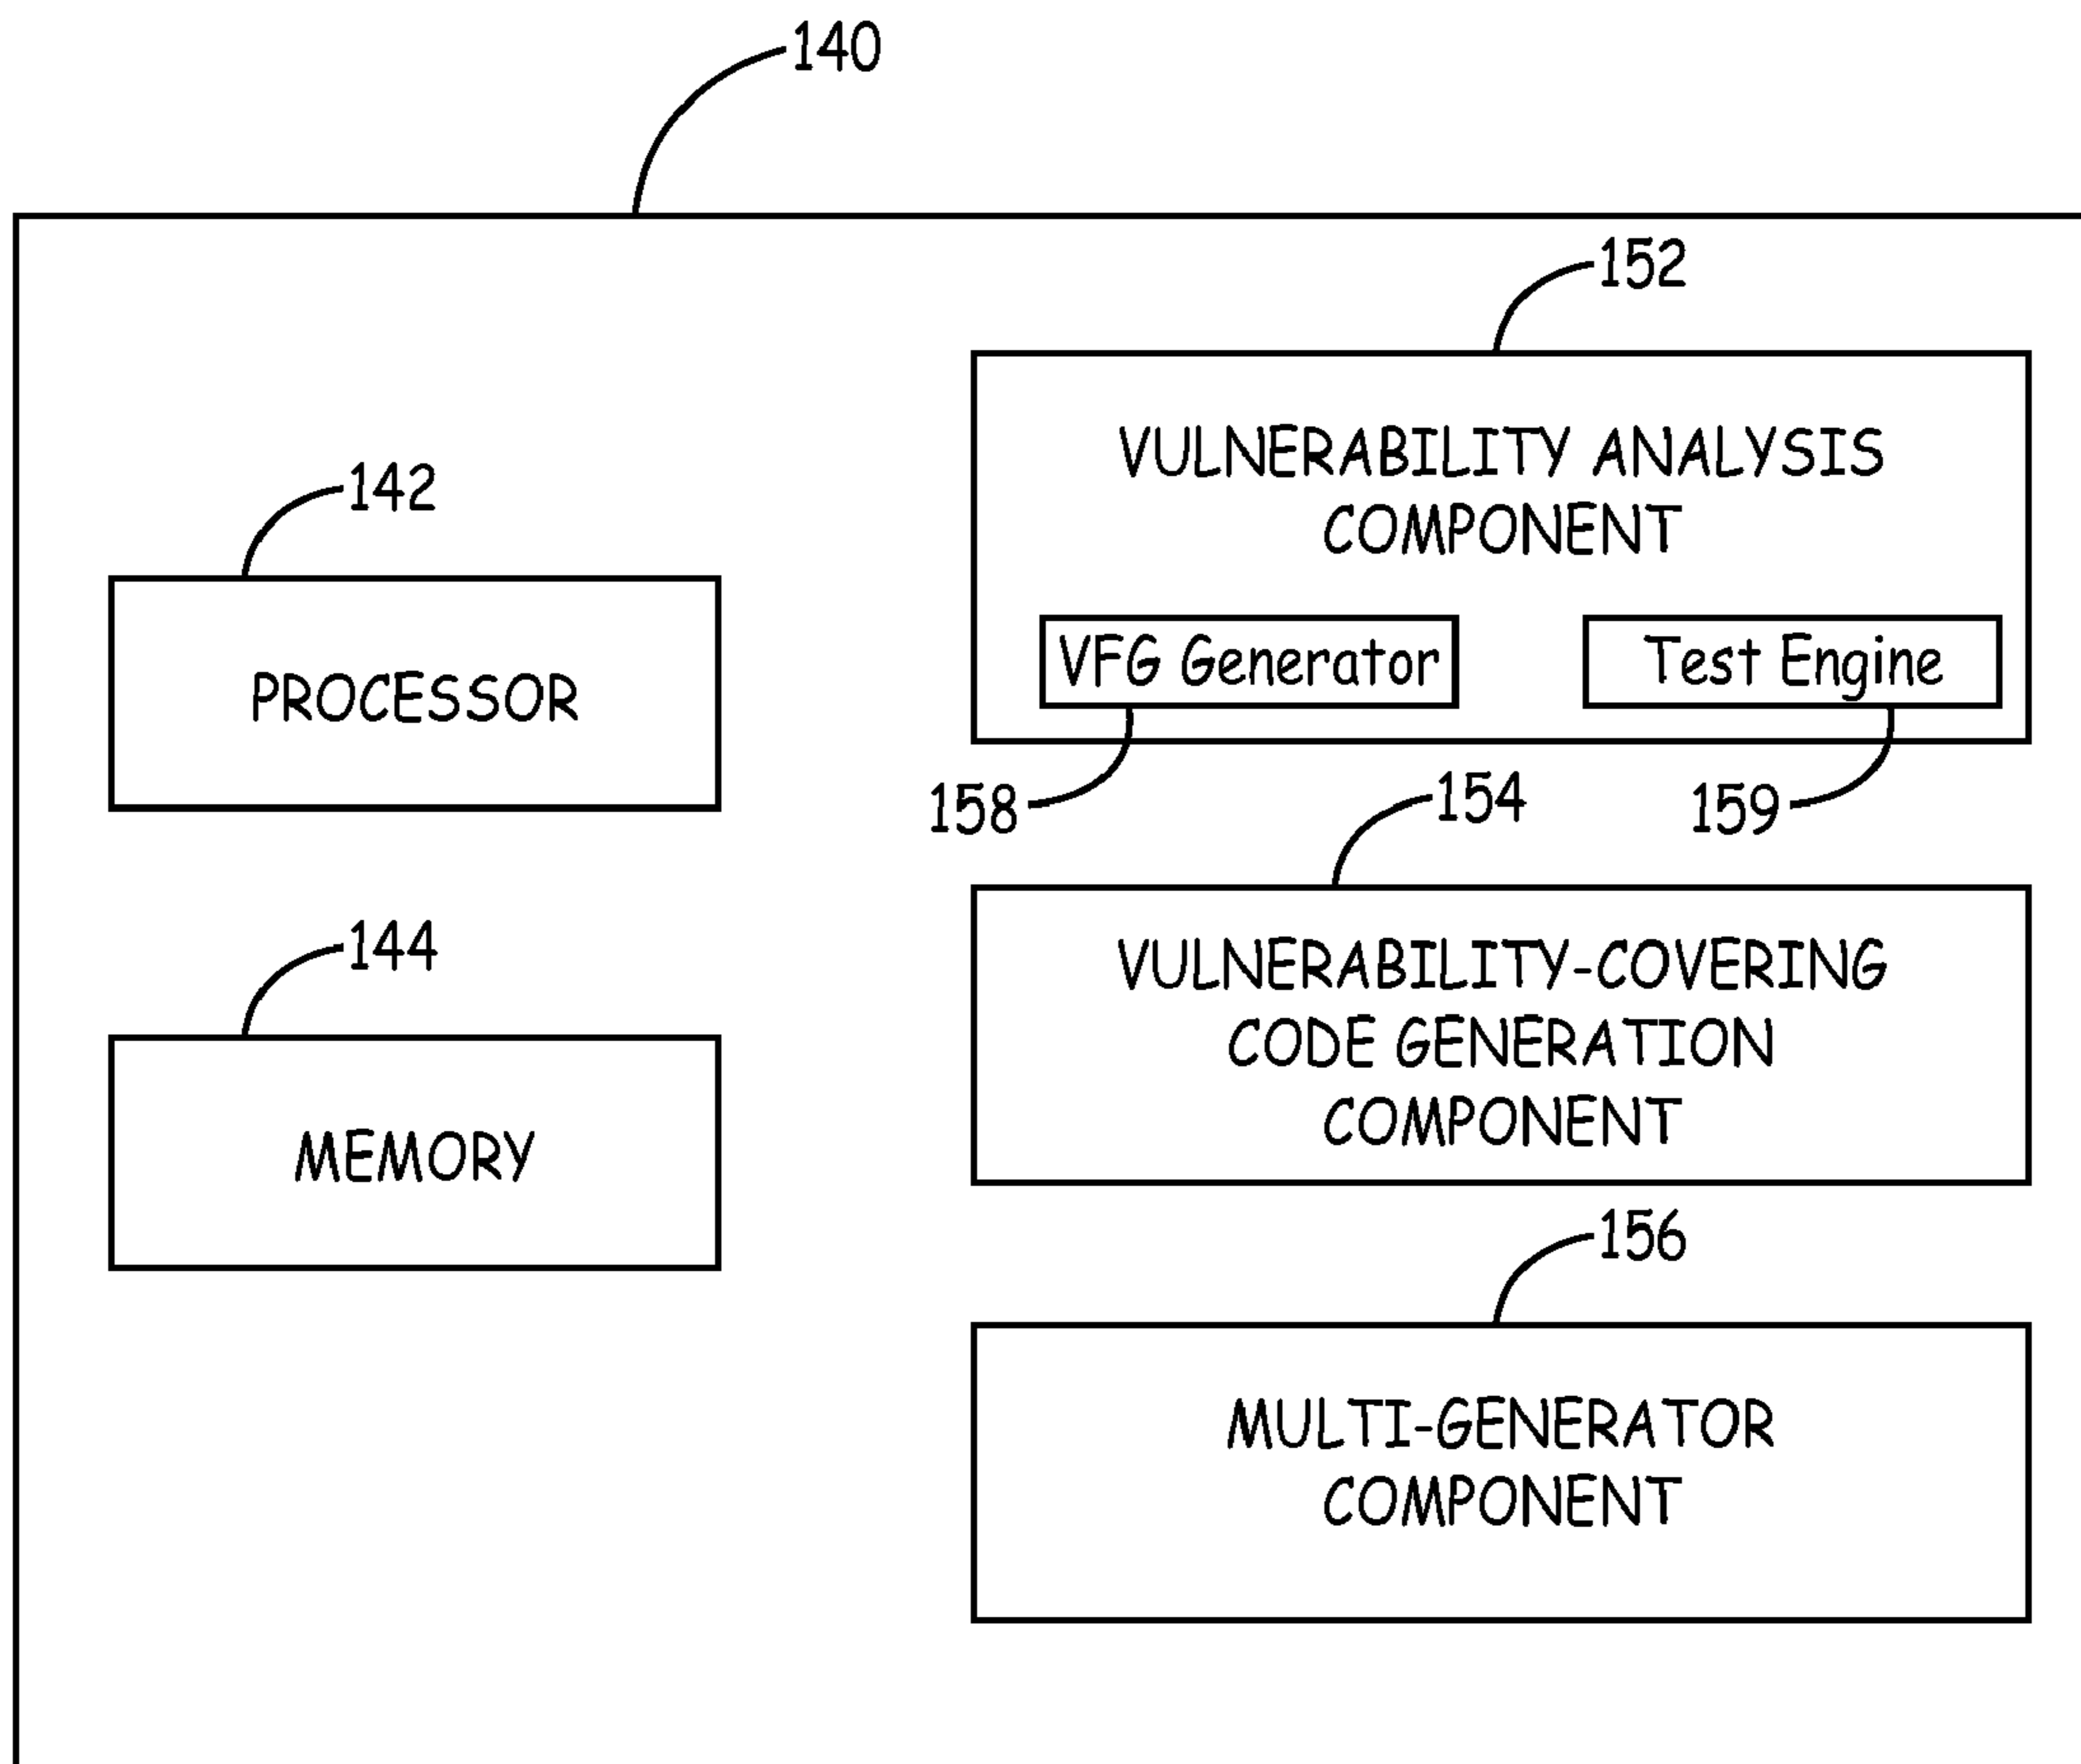 140
152
VULNERABILITY ANALYSIS
COMPONENT
VFG Generator
Test Engine
158
159
142
PROCESSOR
154
VULNERABILITY-COVERING
CODE GENERATION
COMPONENT
144
MEMORY
156
MULTI-GENERATOR
COMPONENT